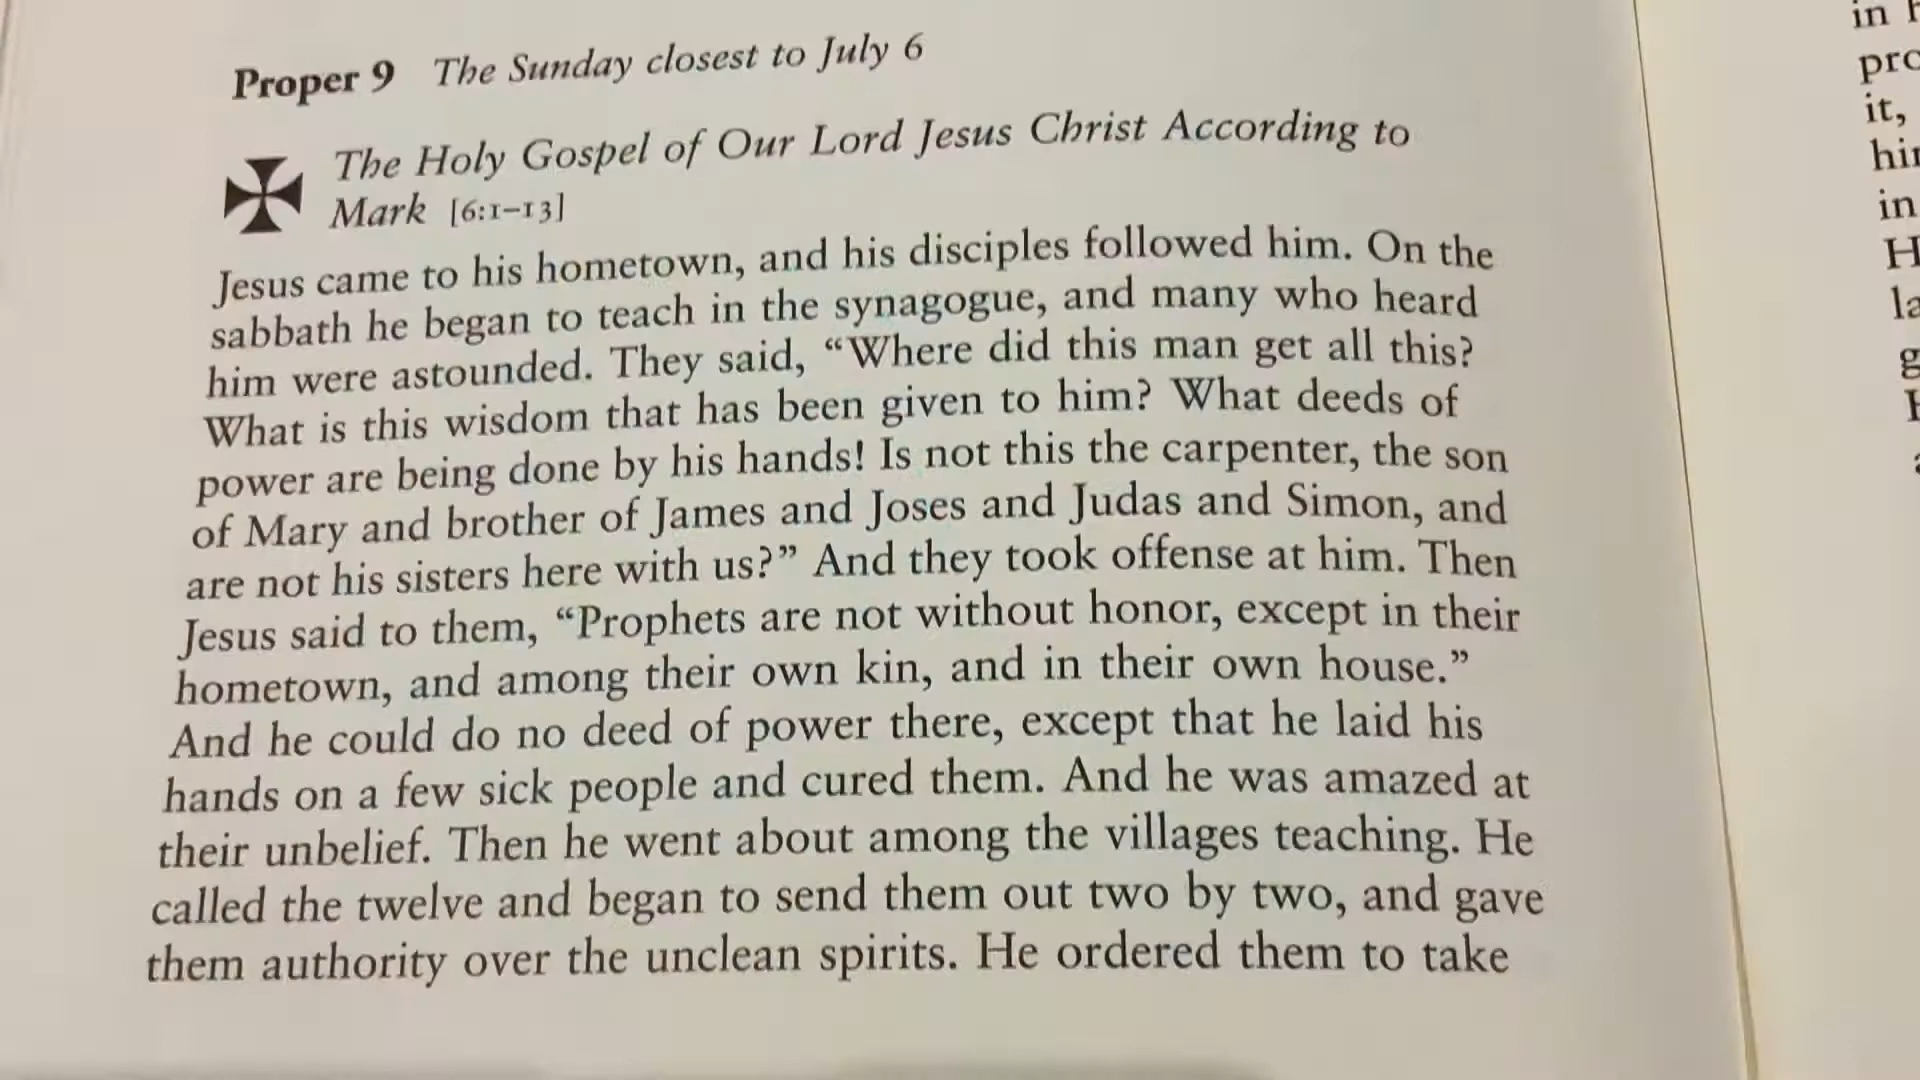 Proper 9 The Sunday closest to July 6
The Holy Gospel of Our Lord Jesus Christ According to
Mark [6:1–13]
Jesus came to his hometown, and his disciples followed him. On the
sabbath he began to teach in the synagogue, and many who heard
him were astounded. They said, “Where did this man get all this?
What is this wisdom that has been given to him? What deeds of
power are being done by his hands! Is not this the carpenter, the son
of Mary and brother of James and Joses and Judas and Simon, and
are not his sisters here with us?” And they took offense at him. Then
Jesus said to them, “Prophets are not without honor, except in their
hometown, and among their own kin, and in their own house.”
And he could do no deed of power there, except that he laid his
hands on a few sick people and cured them. And he was amazed at
their unbelief. Then he went about among the villages teaching. He
called the twelve and began to send them out two by two, and gave
them authority over the unclean spirits. He ordered them to take
in
it,
in